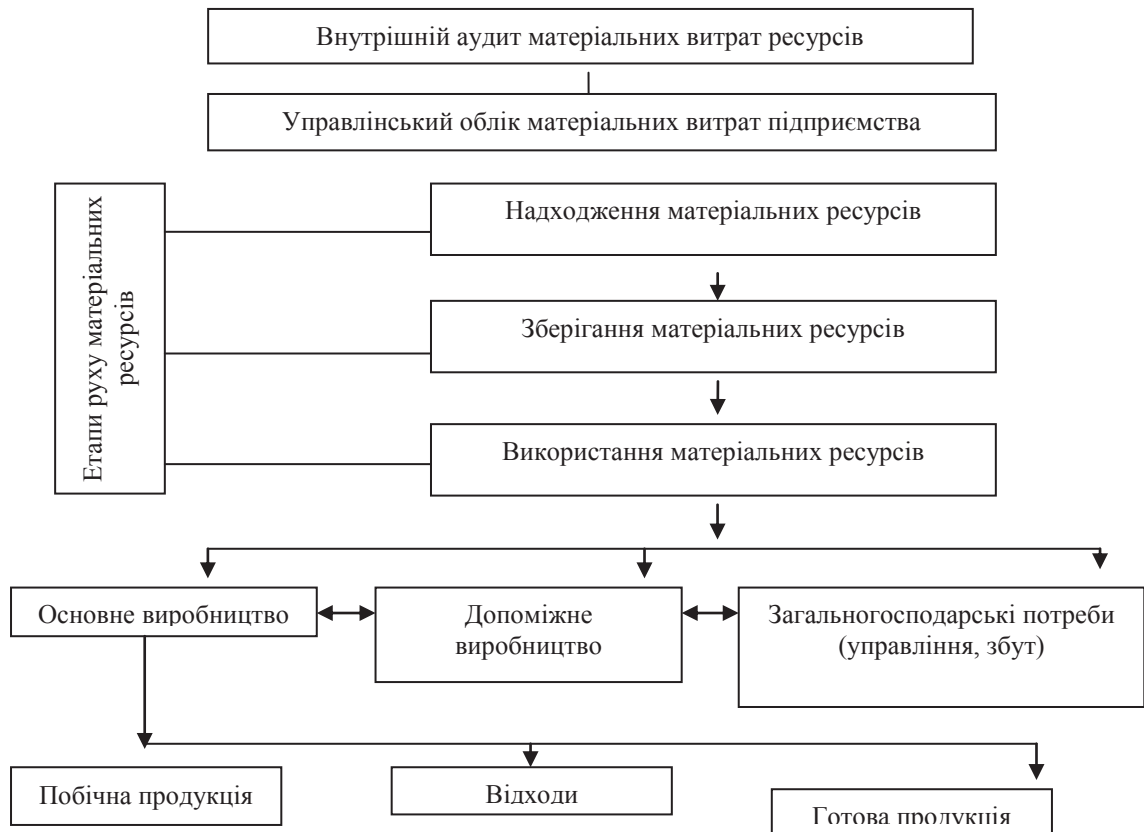 Внутрішній аудит матеріальних витрат ресурсів
Управлінський облік матеріальних витрат підприємства
Етапи руху матеріальних
ресурсів
Надходження матеріальних ресурсів
Зберігання матеріальних ресурсів
Використання матеріальних ресурсів
Основне виробництво
Допоміжне
виробництво
Загальногосподарські потреби
(управління, збут)
Побічна продукція
Відходи
Готова продукція